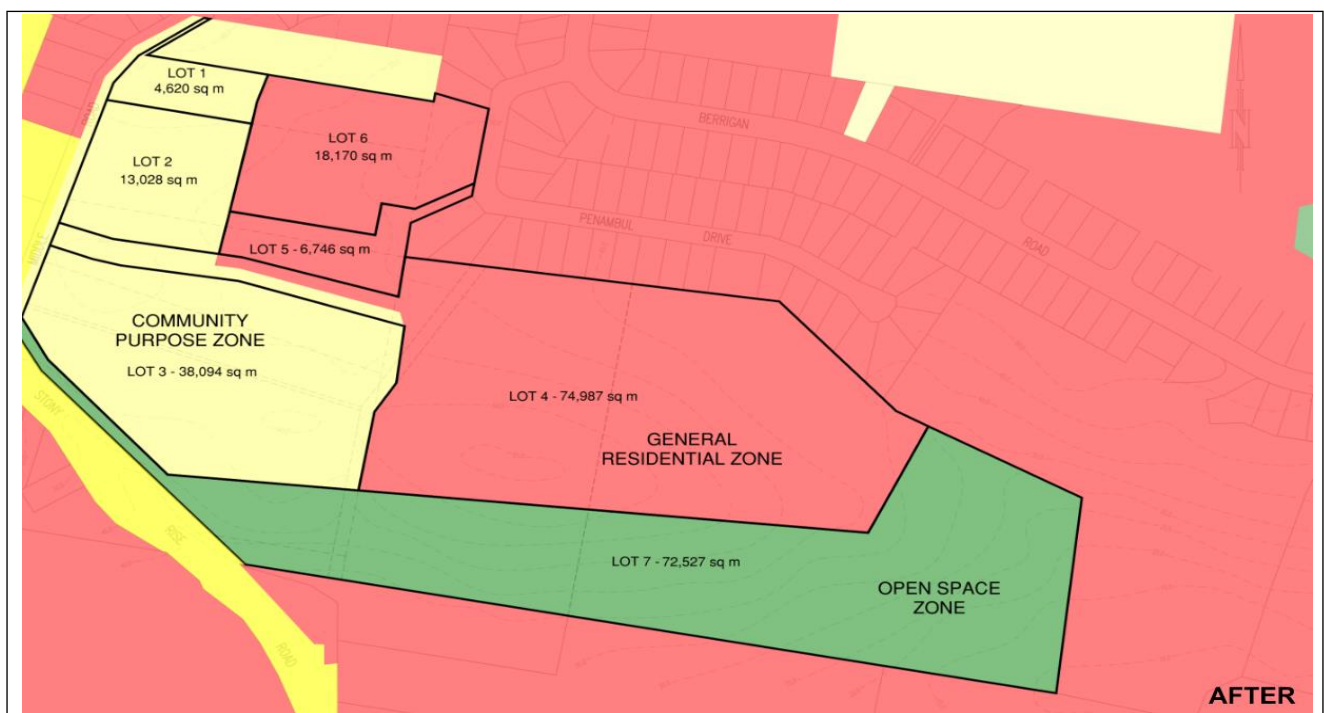 LOT 1
4,620 sq m
ROAD
LOT 2
13,028 sq m
LOT 6
18,170 sq m
BERRIGAN
ROAD
N
PENAMBUL
DRIVE
MIDDLE
LOT 5 - 6,746 sq m
COMMUNITY
PURPOSE ZONE
LOT 3 - 38,094 sq m
LOT 4 - 74,987 sq m
GENERAL
RESIDENTIAL ZONE
STONY
RISE
ROAD
LOT 7 - 72,527 sq m
OPEN SPACE
ZONE
AFTER